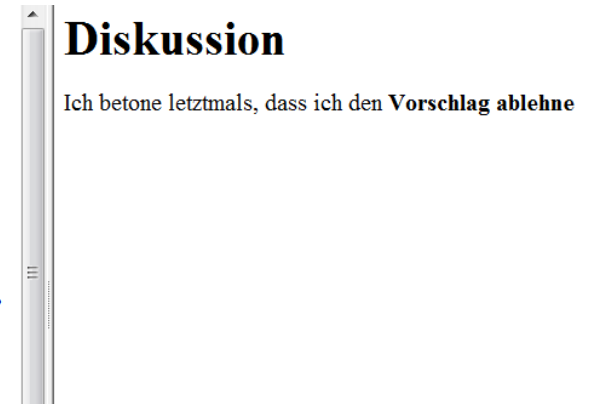 Diskussion
Ich betone letztmals, dass ich den Vorschlag ablehne